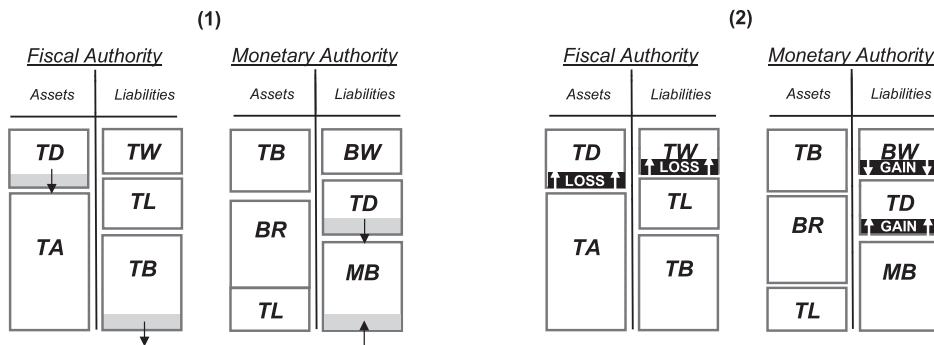 (1)
Fiscal Authority
Assets
Liabilities
TD
TA
TW
TL
TB
Monetary Authority
Assets
Liabilities
TB
BR
TL
BW
TD
MB
(2)
Fiscal Authority
Assets
Liabilities
TD
LOSS
TA
TW
LOSS
TL
TB
Monetary Authority
Assets
Liabilities
TB
BR
TL
BW
GAIN
TD
GAIN
MB